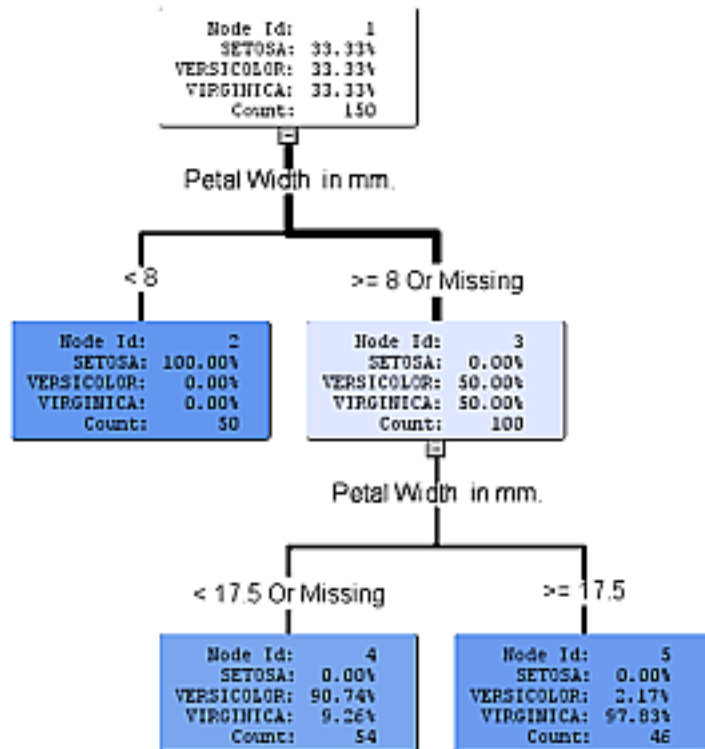 Node Id: 1
SETOSA: 33.33%
VERSICOLOR: 33.33%
VIRGINICA: 33.33%
Count: 150
Petal Width in mm.
< 8
>= 8 Or Missing
Node Id: 2
SETOSA: 100.00%
VERSICOLOR: 0.00%
VIRGINICA: 0.00%
Count: 50
Node Id: 3
SETOSA: 0.00%
VERSICOLOR: 50.00%
VIRGINICA: 50.00%
Count: 100
Petal Width in mm.
< 17.5 Or Missing
>= 17.5
Node Id: 4
SETOSA: 0.00%
VERSICOLOR: 90.74%
VIRGINICA: 9.26%
Count: 54
Node Id: 5
SETOSA: 0.00%
VERSICOLOR: 2.17%
VIRGINICA: 97.83%
Count: 46